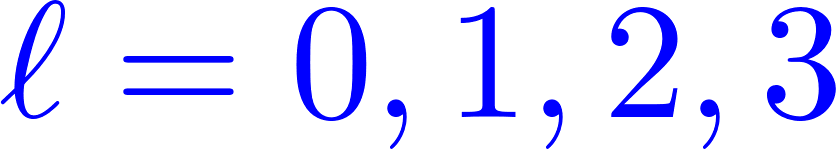 ℓ = 0, 1, 2, 3